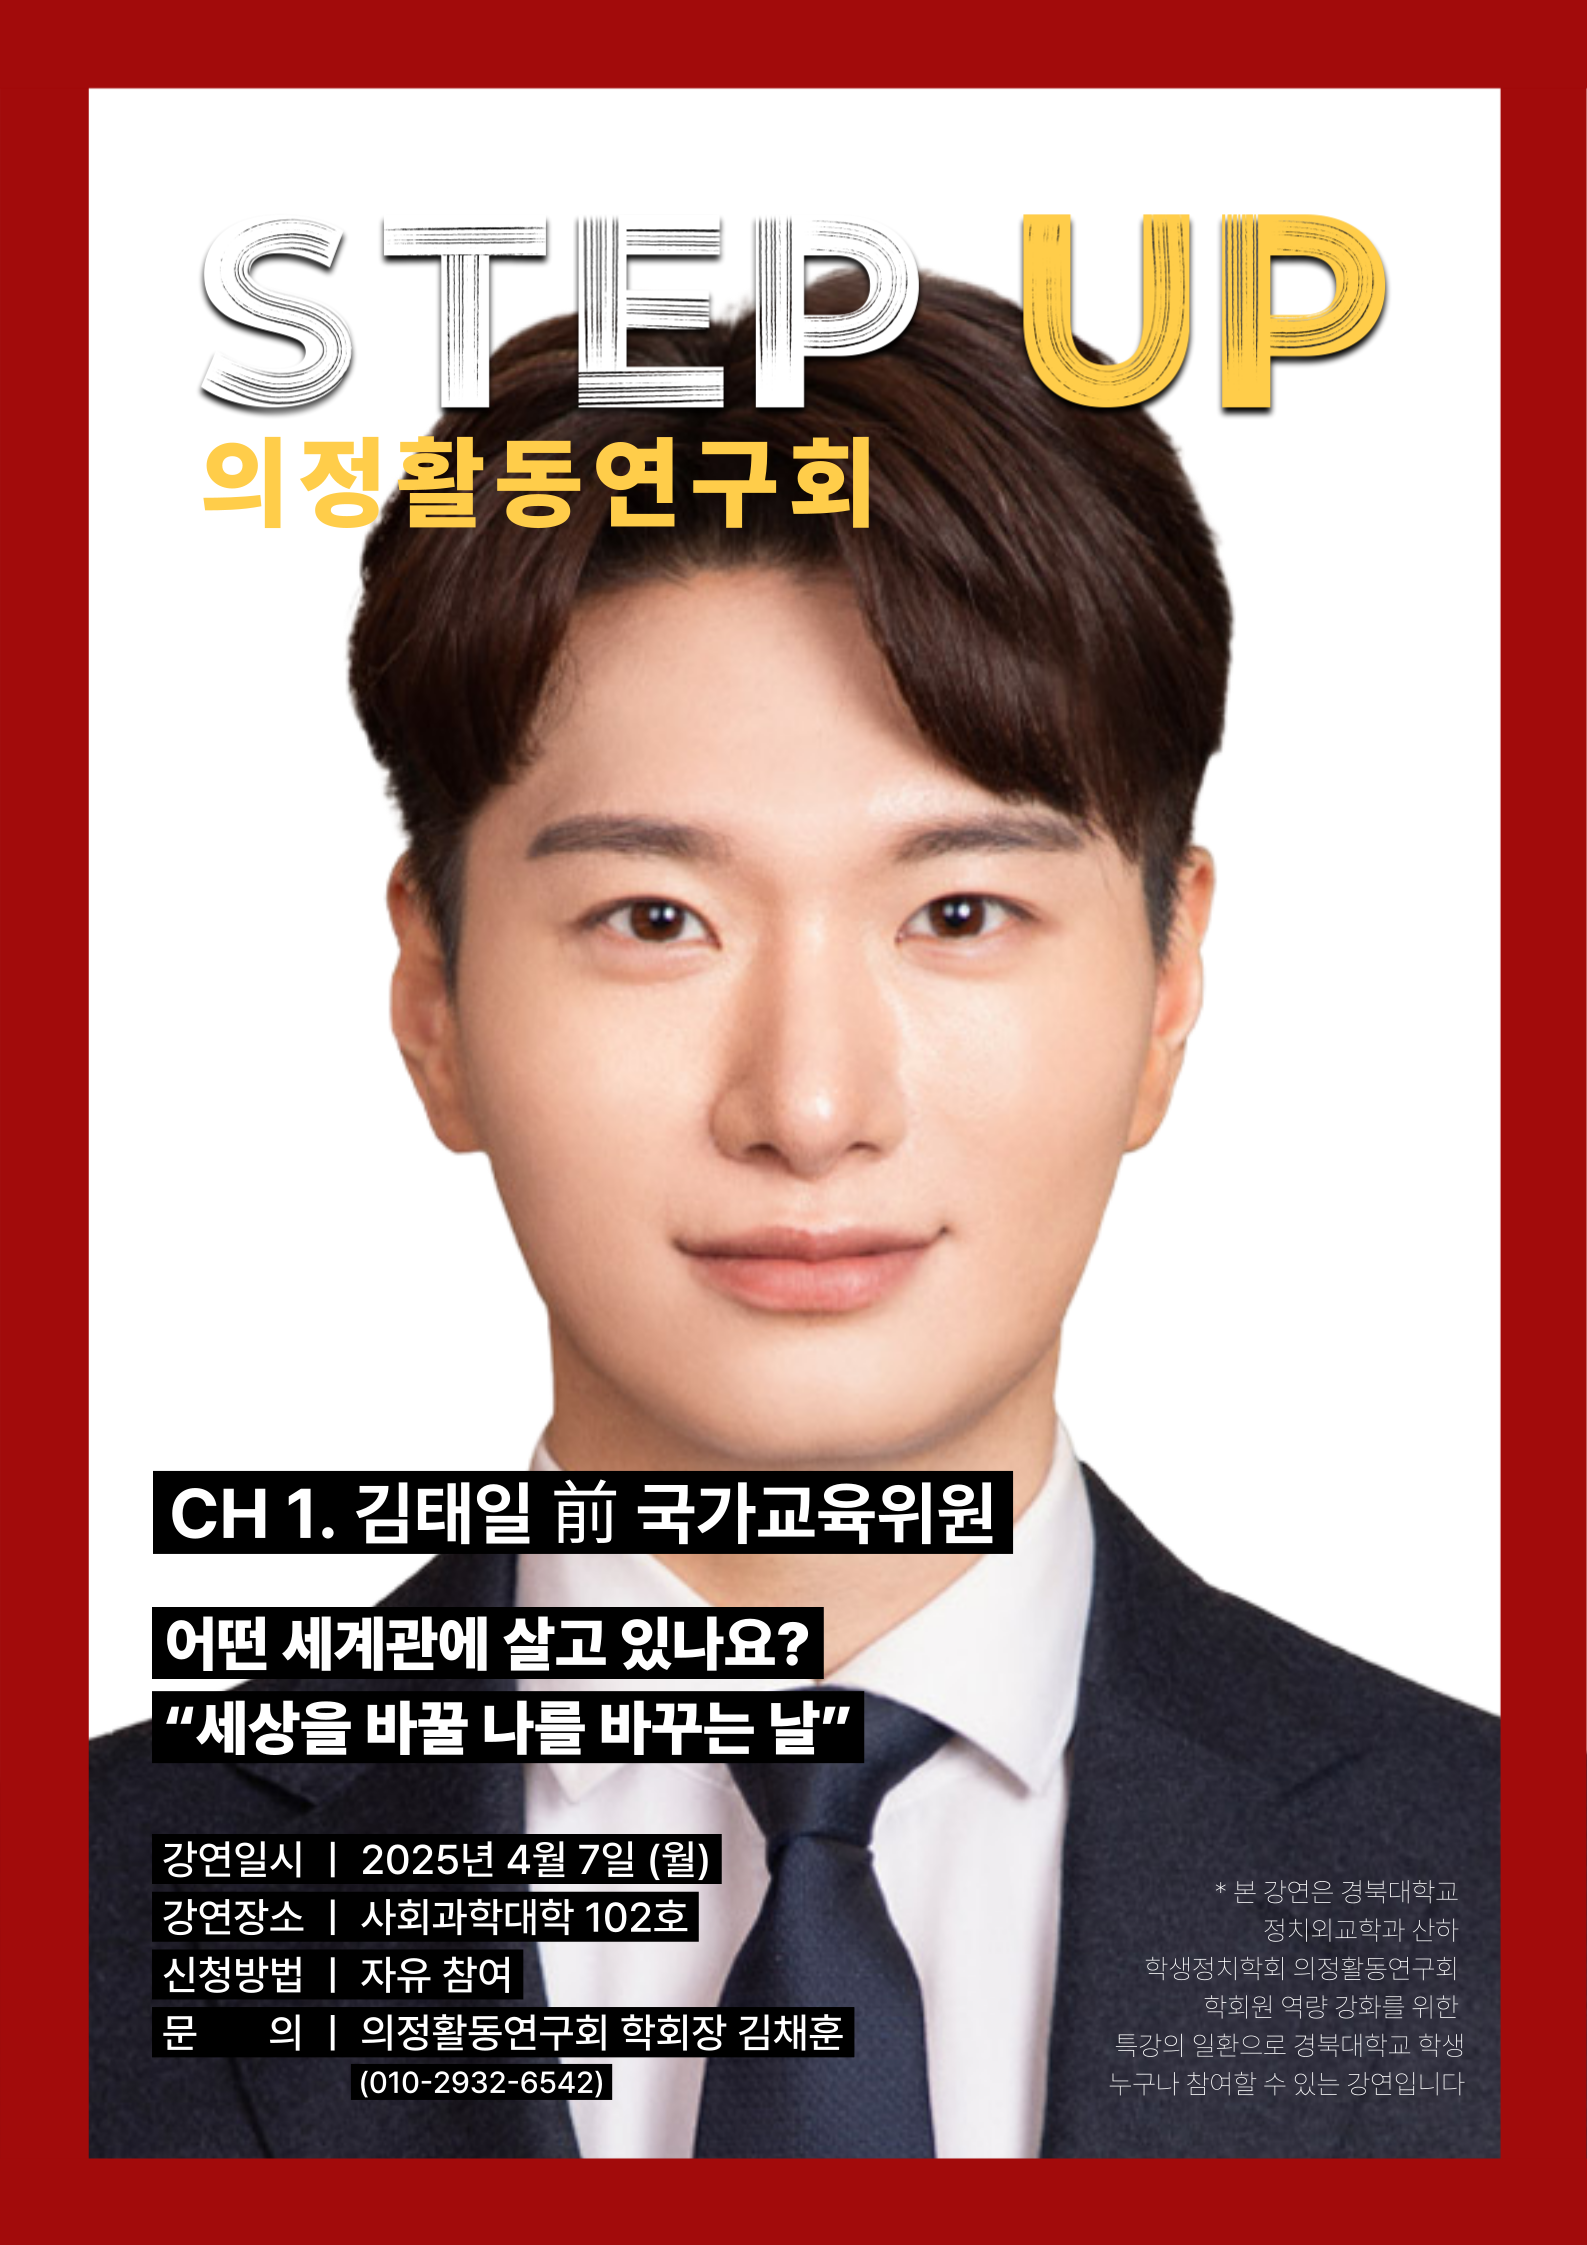 STEP UP
의정활동연구회
CH 1. 김태일 前 국가교육위원
어떤 세계관에 살고 있나요?
“세상을 바꿀 나를 바꾸는 날”
강연일시 ㅣ 2025년 4월 7일 (월)
강연장소 ㅣ 사회과학대학 102호
신청방법 ㅣ 자유 참여
문 의 ㅣ 의정활동연구회 학회장 김채훈
(010-2932-6542)
* 본 강연은 경북대학교
정치외교학과 산하
학생정치학회 의정활동연구회
학회원 역량 강화를 위한
특강의 일환으로 경북대학교 학생
누구나 참여할 수 있는 강연입니다